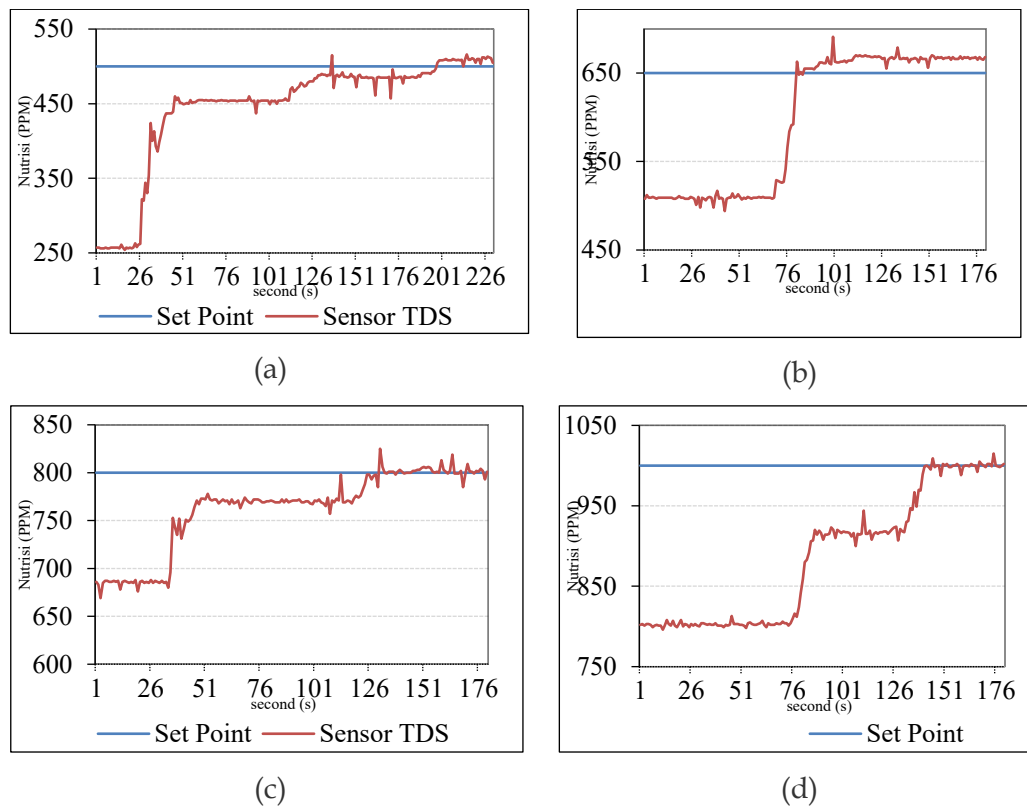 550
450
350
250
Nutrisi (PPM)
1 26 51 76 101 126 151 176 201 226
second (s)
Set Point Sensor TDS
(a)
650
550
450
Nutrisi (PPM)
1 26 51 76 101 126 151 176
second (s)
(b)
850
800
750
700
650
600
Nutrisi (PPM)
1 26 51 76 101 126 151 176
second (s)
Set Point Sensor TDS
(c)
1050
950
850
750
Nutrisi (PPM)
1 26 51 76 101 126 151 176
second (s)
Set Point
(d)